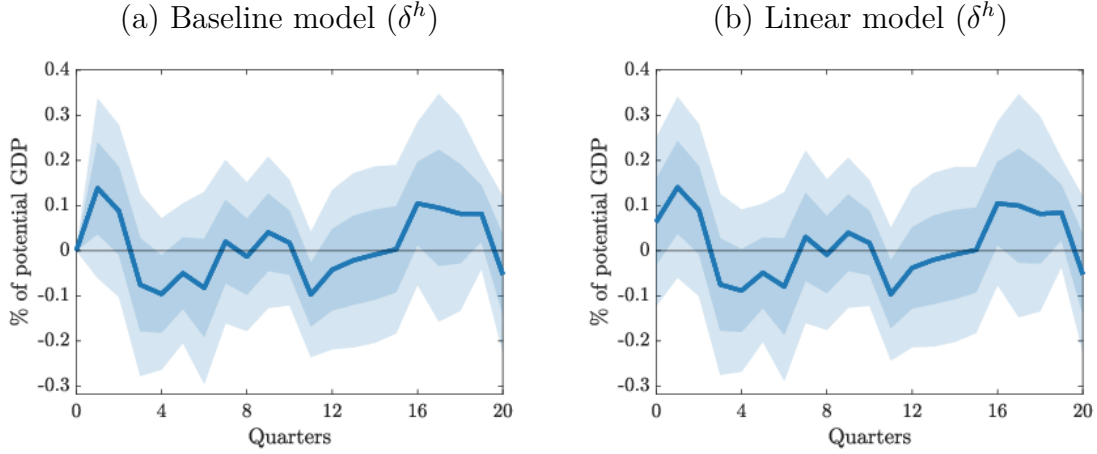 (a) Baseline model (δ^h)
% of potential GDP
0.4
0.3
0.2
0.1
0
-0.1
-0.2
-0.3
0 4 8 12 16 20
Quarters
(b) Linear model (δ^h)
% of potential GDP
0.4
0.3
0.2
0.1
0
-0.1
-0.2
-0.3
0 4 8 12 16 20
Quarters